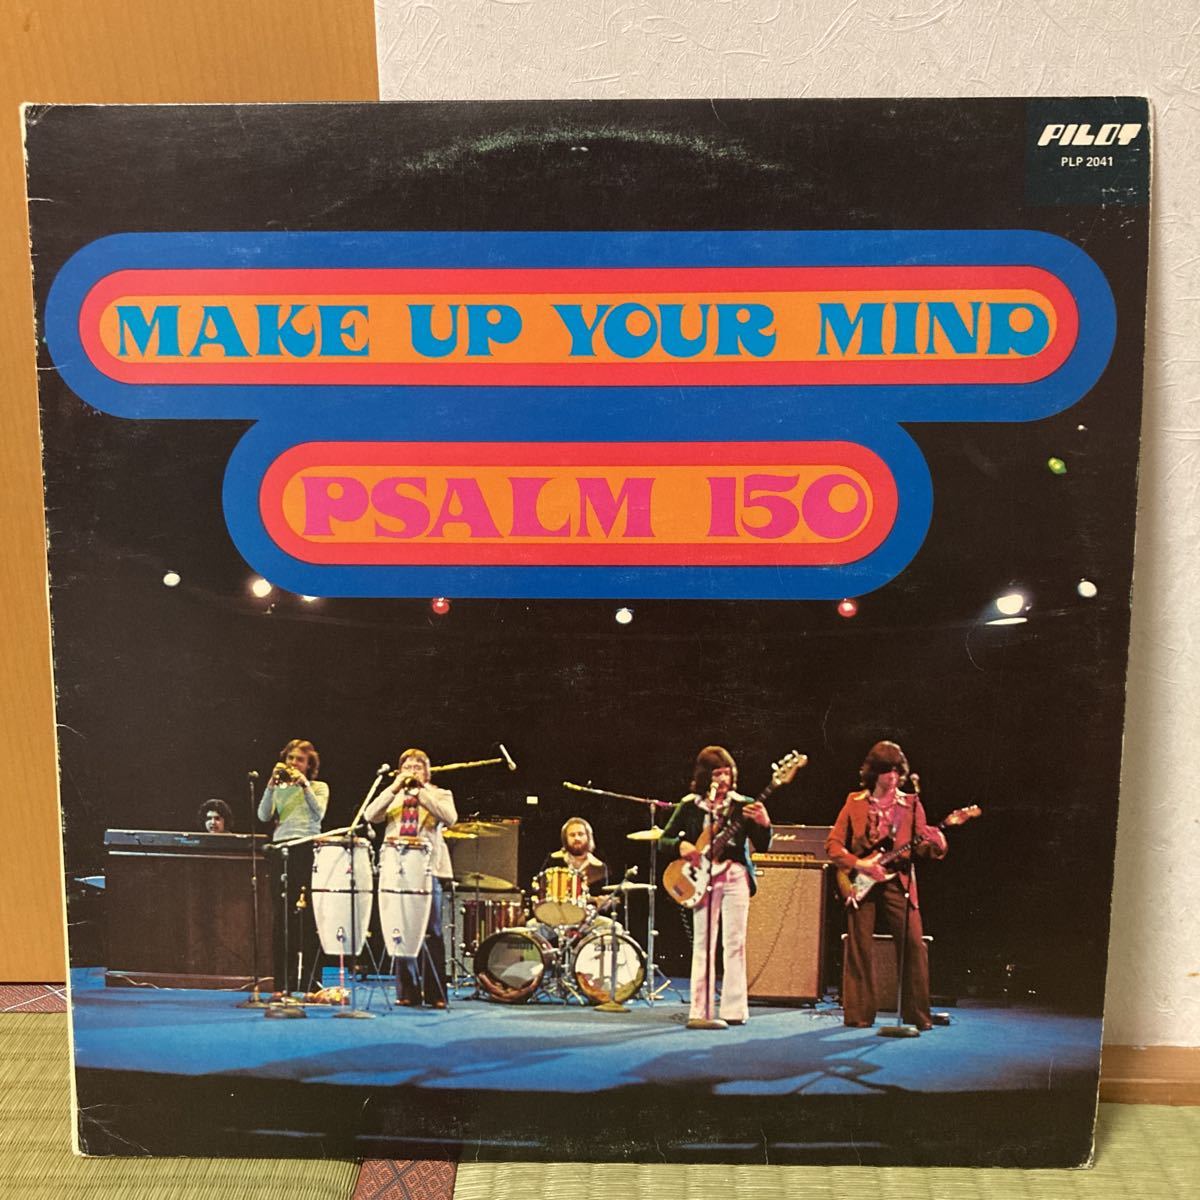 PILOT
PLP 2041
MAKE UP YOUR MIND
PSALM 150